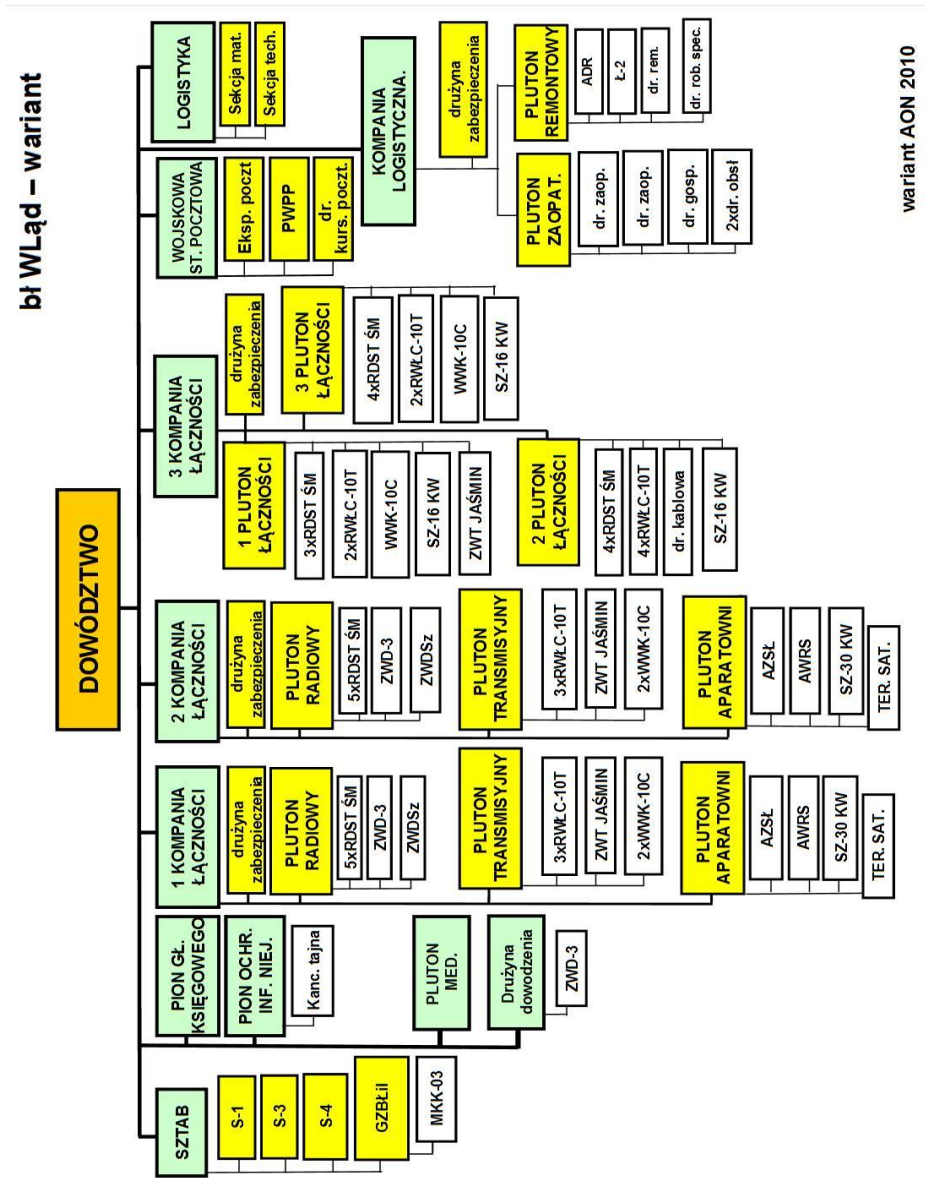 bł WLąd – wariant
DOWÓDZTWO
SZTAB
S-1
S-3
S-4
GZBŁiI
MKK-03
PION GŁ.
KSIĘGOWEGO
PION OCHR.
INF. NIEJ.
Kanc. tajna
PLUTON
MED.
Drużyna
dowodzenia
ZWD-3
1 KOMPANIA
ŁĄCZNOŚCI
drużyna
zabezpieczenia
PLUTON
RADIOWY
5xRDST ŚM
ZWD-3
ZWDSz
PLUTON
TRANSMISYJNY
3xRWŁC-10T
ZWT JAŚMIN
2xWWK-10C
PLUTON
APARATOWNI
AZSŁ
AWRS
SZ-30 KW
TER. SAT.
2 KOMPANIA
ŁĄCZNOŚCI
drużyna
zabezpieczenia
PLUTON
RADIOWY
5xRDST ŚM
ZWD-3
ZWDSz
PLUTON
TRANSMISYJNY
3xRWŁC-10T
ZWT JAŚMIN
2xWWK-10C
PLUTON
APARATOWNI
AZSŁ
AWRS
SZ-30 KW
TER. SAT.
3 KOMPANIA
ŁĄCZNOŚCI
drużyna
zabezpieczenia
1 PLUTON
ŁĄCZNOŚCI
3xRDST ŚM
2xRWŁC-10T
WWK-10C
SZ-16 KW
ZWT JAŚMIN
3 PLUTON
ŁĄCZNOŚCI
4xRDST ŚM
2xRWŁC-10T
WWK-10C
SZ-16 KW
2 PLUTON
ŁĄCZNOŚCI
4xRDST ŚM
4xRWŁC-10T
dr. kablowa
SZ-16 KW
WOJSKOWA
ST. POCZTOWA
Eksp. poczt
PWPP
dr.
kurs. poczt.
LOGISTYKA
Sekcja mat.
Sekcja tech.
KOMPANIA
LOGISTYCZNA.
drużyna
zabezpieczenia
PLUTON
ZAOPAT.
dr. zaop.
dr. zaop.
dr. gosp.
2xdr. obsł
PLUTON
REMONTOWY
ADR
Ł-2
dr. rem.
dr. rob. spec.
wariant AON 2010